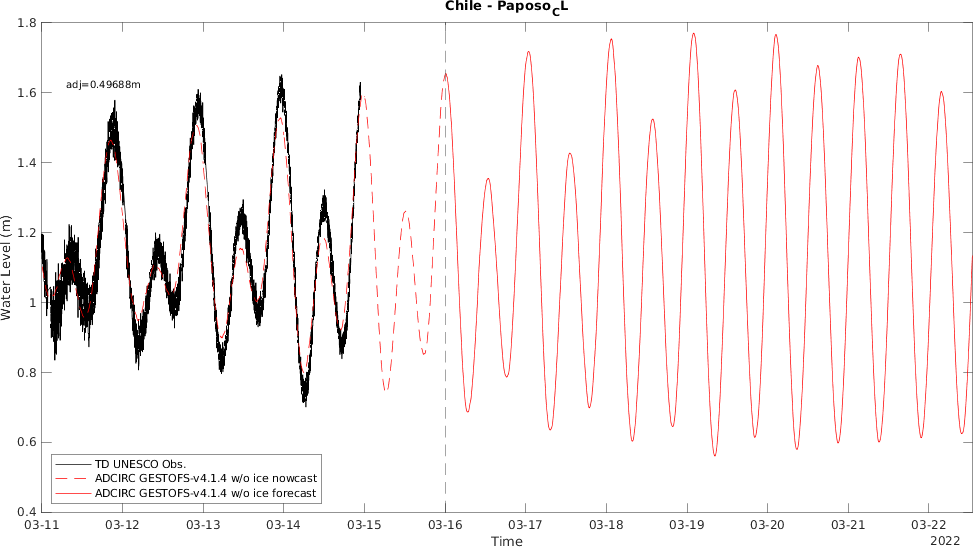 Chile - Paposo_CL
adj=0.49688m
Water Level (m)
1.8
1.6
1.4
1.2
1
0.8
0.6
0.4
TD UNESCO Obs.
ADCIRC GESTOFS-v4.1.4 w/o ice nowcast
ADCIRC GESTOFS-v4.1.4 w/o ice forecast
03-11 03-12 03-13 03-14 03-15 03-16 03-17 03-18 03-19 03-20 03-21 03-22
Time
2022